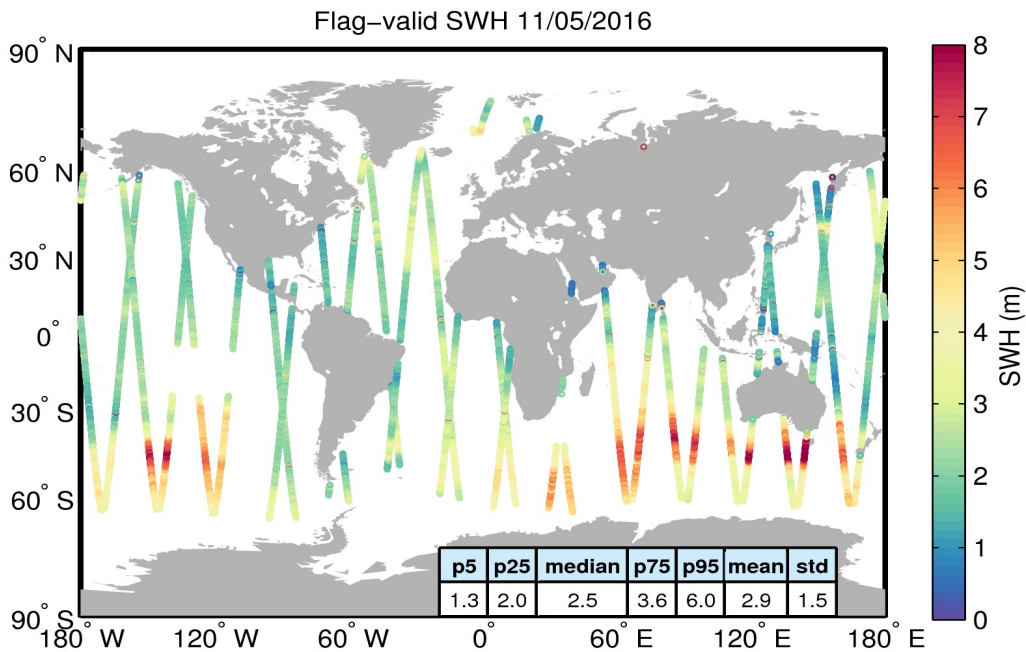 Flag−valid SWH 11/05/2016
90° N
60° N
30° N
0°
30° S
60° S
90° S
180° W
120° W
60° W
0°
60° E
120° E
180° E
8
7
6
5
4
3
2
1
0
SWH (m)
p5 p25 median p75 p95 mean std
1.3 2.0 2.5 3.6 6.0 2.9 1.5